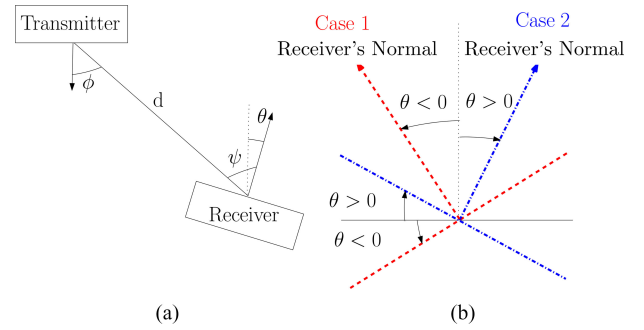 Transmitter
ϕ
d
θ
ψ
Receiver
(a)
Case 1
Receiver's Normal
Case 2
Receiver's Normal
θ < 0
θ > 0
θ > 0
θ < 0
(b)